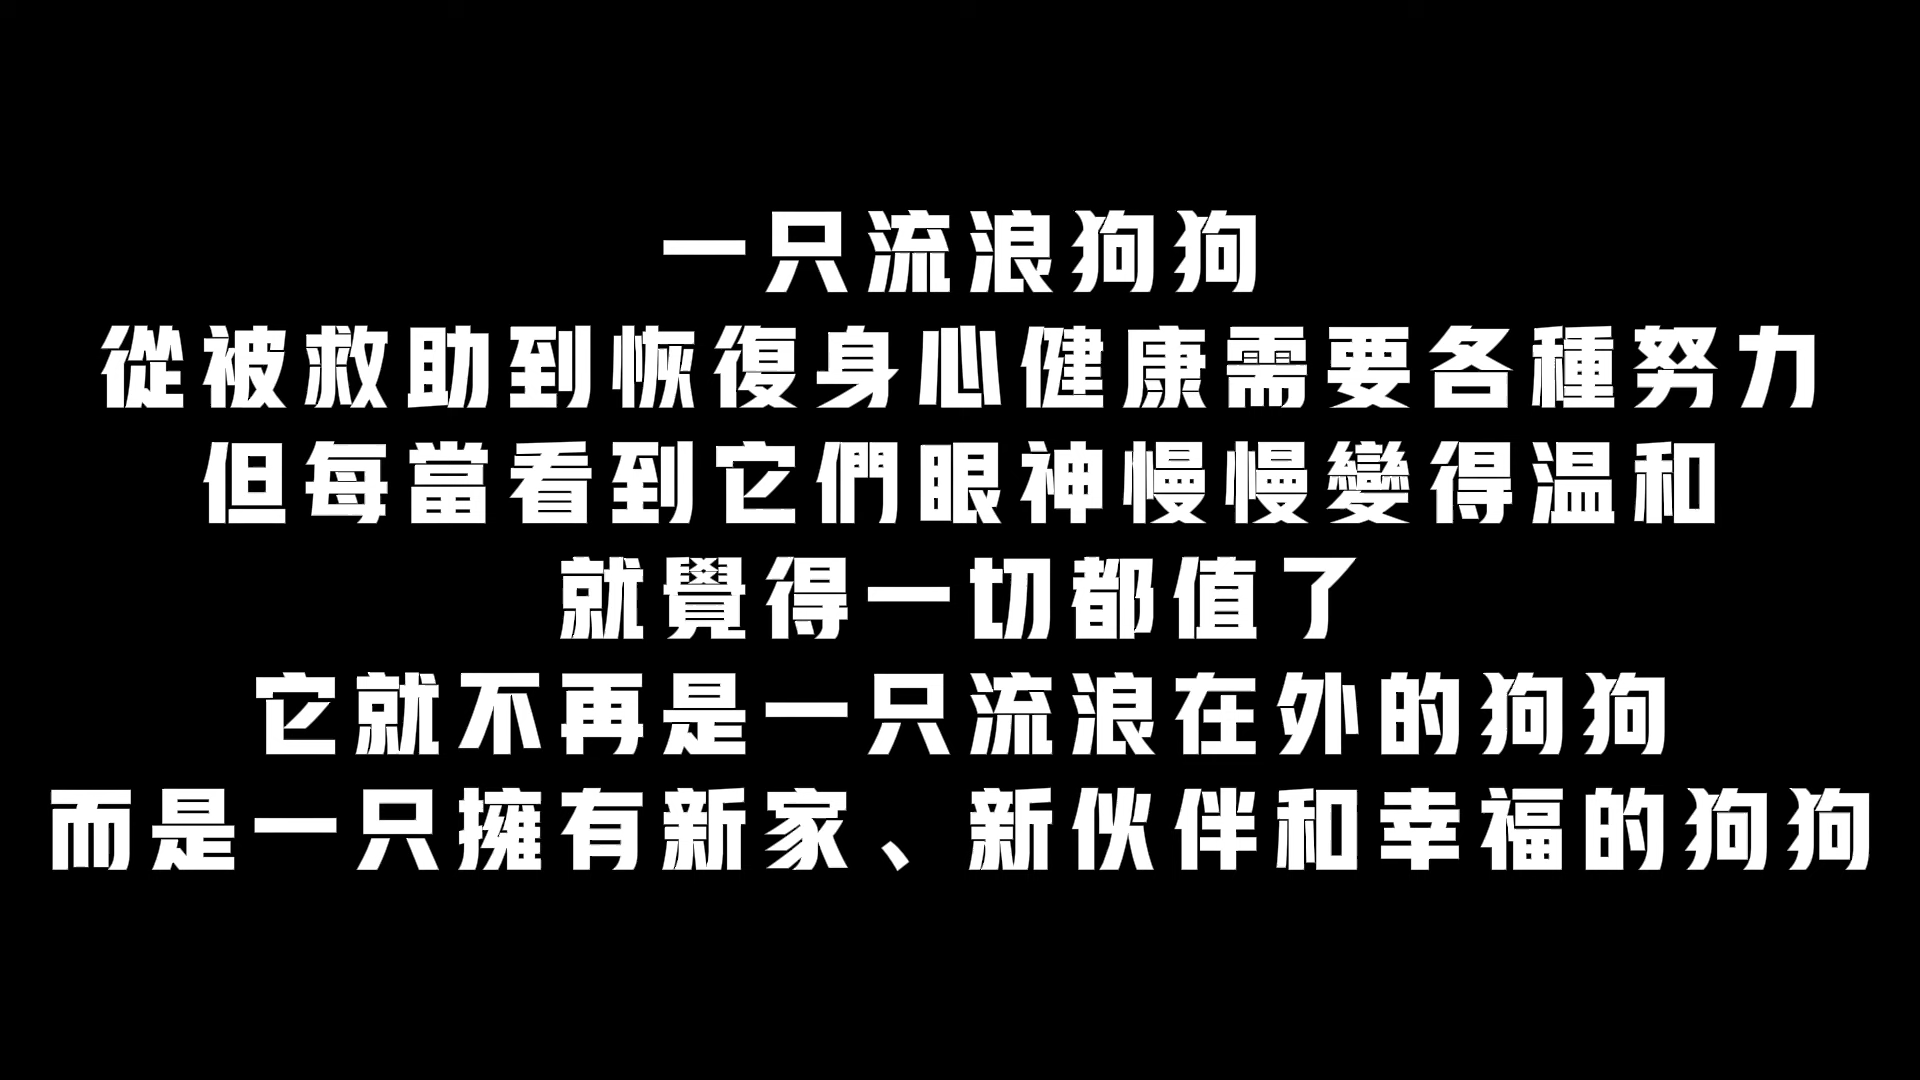 一只流浪狗狗
從被救助到恢復身心健康需要各種努力
但每當看到它們眼神慢慢變得温和
就覺得一切都值了
它就不再是一只流浪在外的狗狗
而是一只擁有新家、新伙伴和幸福的狗狗